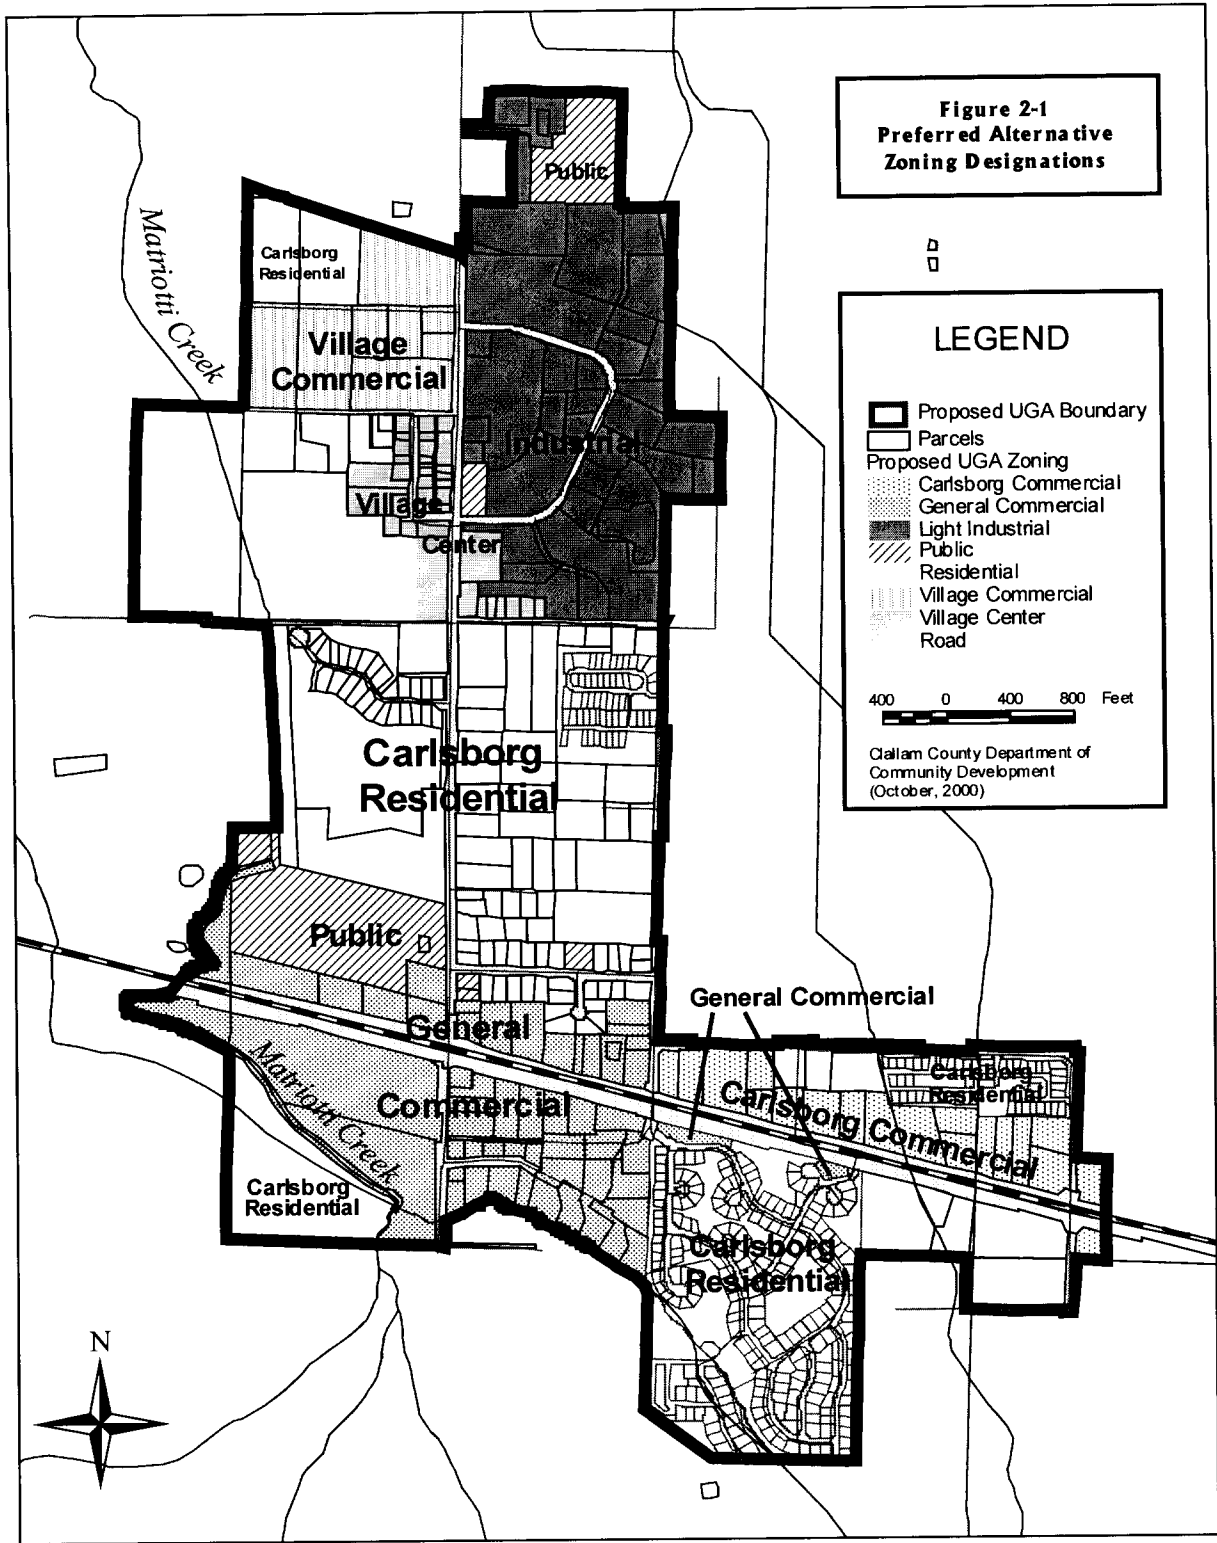 Figure 2-1
Preferred Alternative
Zoning Designations
Public
Matriotti Creek
Carlsborg
Residential
Village
Commercial
Industrial
Village
Center
LEGEND
Proposed UGA Boundary
Parcels
Proposed UGA Zoning
Carlsborg Commercial
General Commercial
Light Industrial
Public
Residential
Village Commercial
Village Center
Road
400 0 400 800 Feet
Clallam County Department of
Community Development
(October, 2000)
Carlsborg
Residential
Public
General Commercial
General
Commercial
Matriotti Creek
Carlsborg
Residential
Carlsborg Commercial
Carlsborg
Residential
Carlsborg
Residential
N